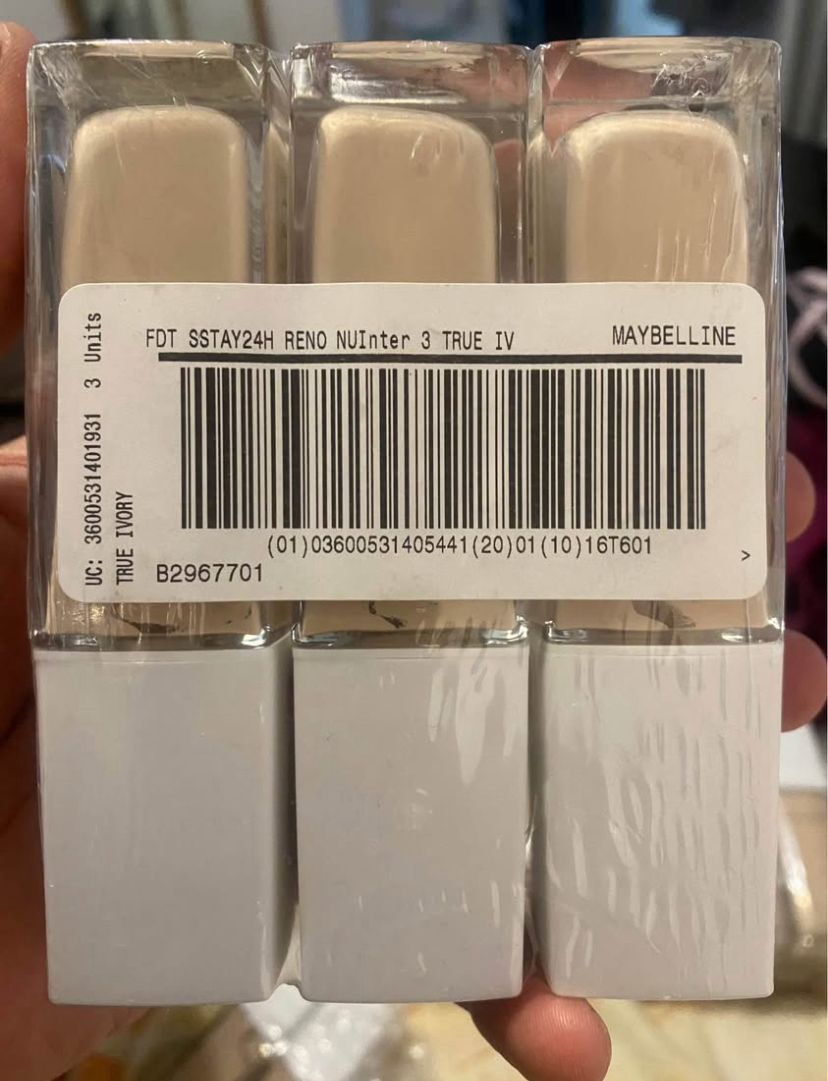 FDT SSTAY24H RENO NUInter 3 TRUE IV MAYBELLINE
UC: 3600531401931 3 Units
TRUE IVORY
(01)03600531405441(20)01(10)16T601
B2967701 >